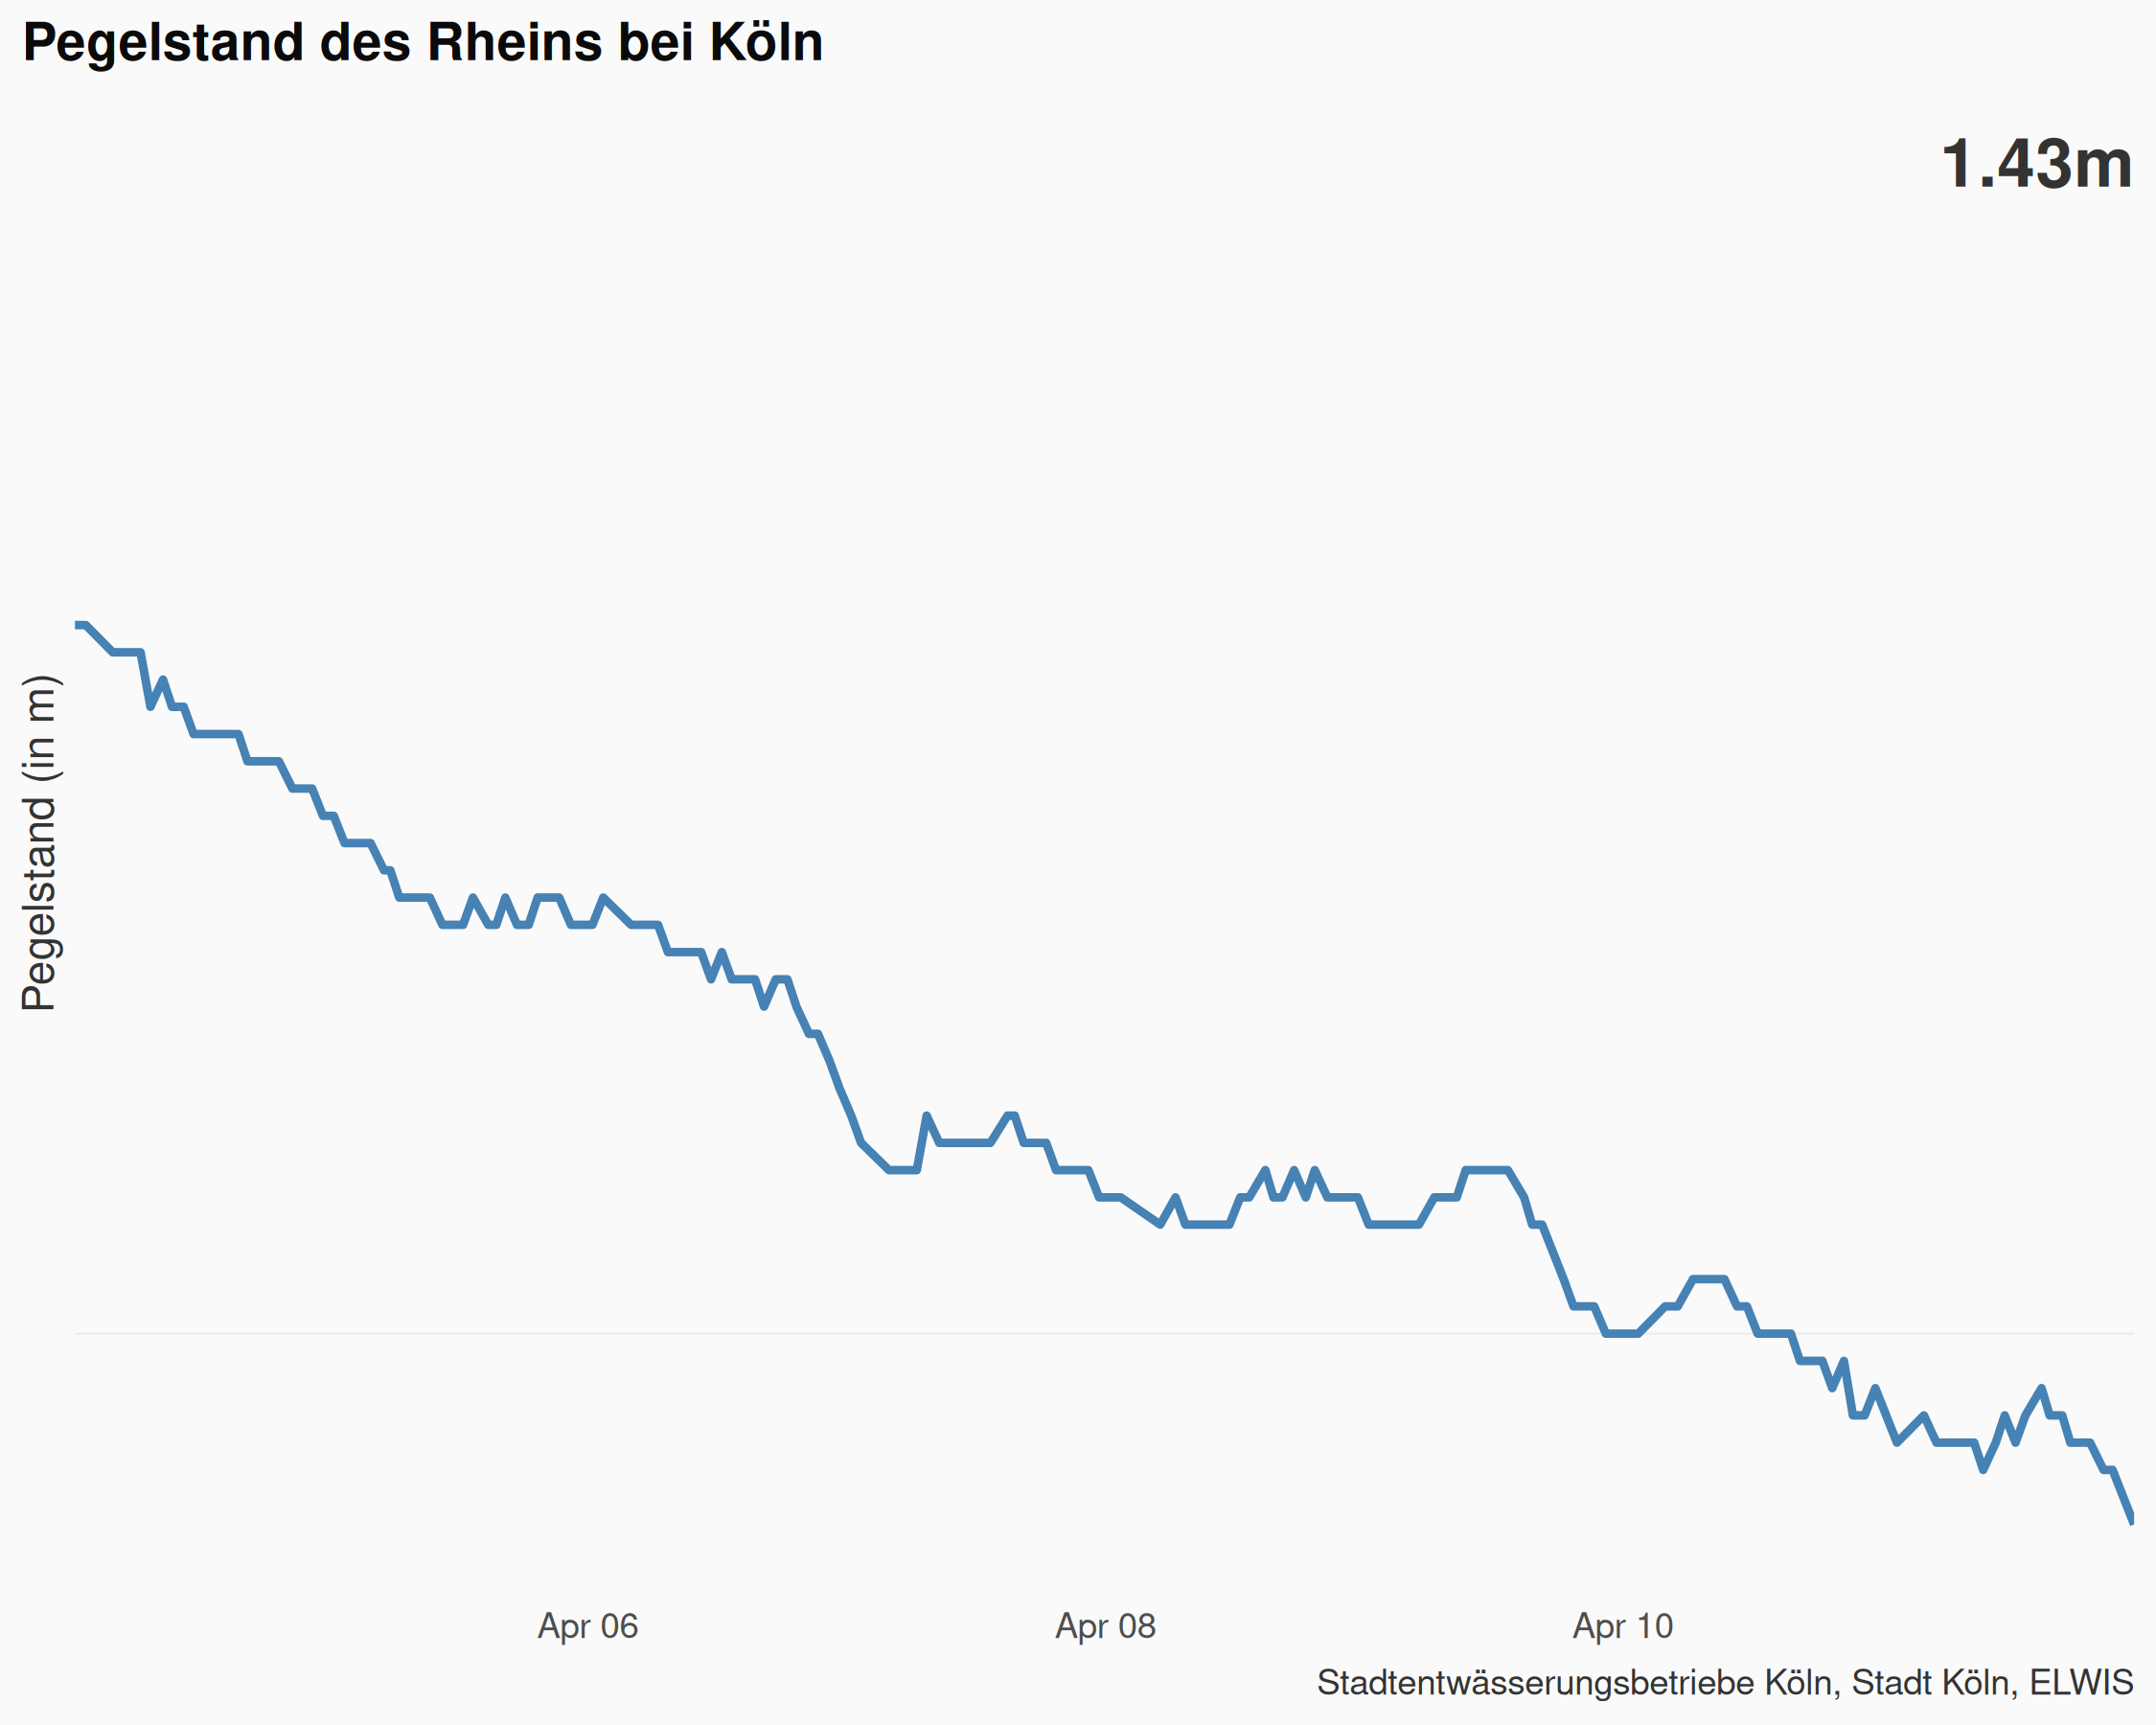 Pegelstand des Rheins bei Köln
1.43m
Pegelstand (in m)
Apr 06
Apr 08
Apr 10
Stadtentwässerungsbetriebe Köln, Stadt Köln, ELWIS